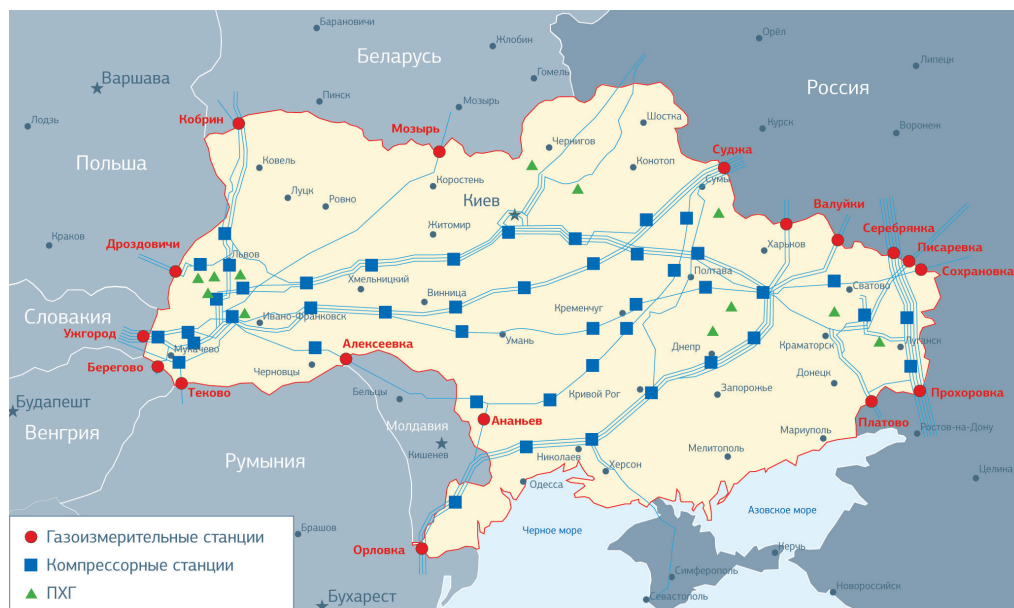 Барановичи
Орёл
Жлобин
Беларусь
Липецк
Варшава
Гомель
Россия
Пинск
Мозырь
Лодзь
Кобрин
Мозырь
Шостка
Курск
Воронеж
Чернигов
Суджа
Польша
Ковель
Конотоп
Коростень
Сумы
Луцк
Ровно
Киев
Валуйки
Житомир
Серебрянка
Краков
Дроздовичи
Харьков
Писаревка
Львов
Сохрановка
Хмельницкий
Полтава
Сватово
Винница
Словения
Кременчуг
Ивано-Франковск
Ужгород
Умань
Краматорск
Луганск
Мукачево
Алексеевка
Днепр
Берегово
Черновцы
Донецк
Теково
Бельцы
Кривой Рог
Запорожье
Прохоровка
Будапешт
Ананьев
Платово
Венгрия
Молдавия
Мариуполь
Ростов-на-Дону
Кишенев
Николаев
Мелитополь
Румыния
Херсон
Целина
Одесса
Азовское море
Брашов
Черное море
Газоизмерительные станции
Орловка
Керчь
Компрессорные станции
Симферополь
ПХГ
Новороссийск
Бухарест
Севастополь